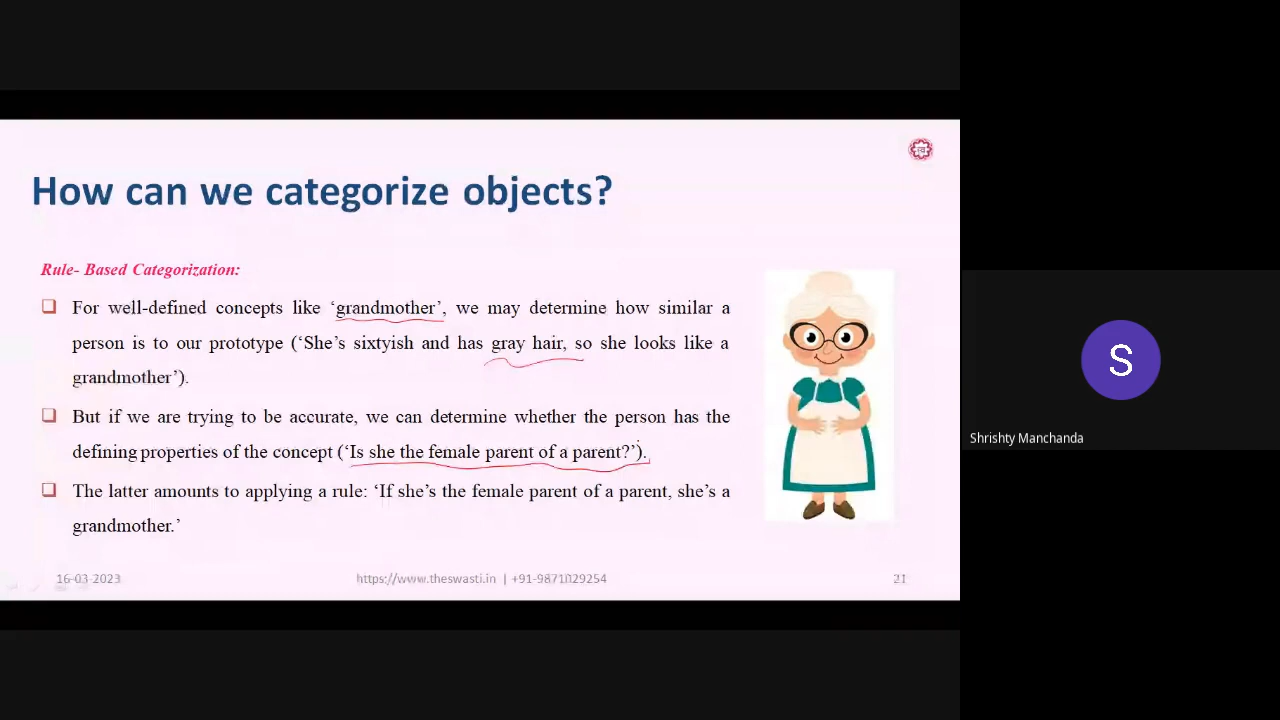 How can we categorize objects?
Rule- Based Categorization:
❑ For well-defined concepts like ‘grandmother’, we may determine how similar a
person is to our prototype (‘She’s sixtyish and has gray hair, so she looks like a
grandmother’).
❑ But if we are trying to be accurate, we can determine whether the person has the
defining properties of the concept (‘Is she the female parent of a parent?’).
❑ The latter amounts to applying a rule: ‘If she’s the female parent of a parent, she’s a
grandmother.’
16-03-2023 https://www.theswasti.in | +91-9871029254 21
S
Shrishty Manchanda